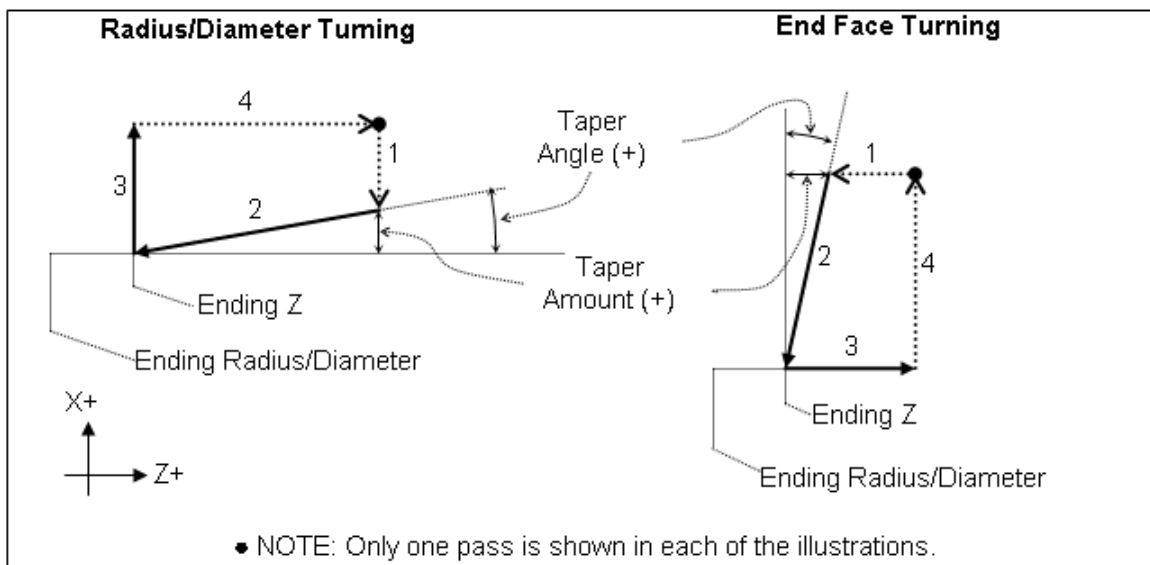 Radius/Diameter Turning
End Face Turning
4
1
3
2
Taper
Angle (+)
1
2
4
Taper
Amount (+)
Ending Z
Ending Radius/Diameter
3
Ending Z
X+
Z+
Ending Radius/Diameter
● NOTE: Only one pass is shown in each of the illustrations.